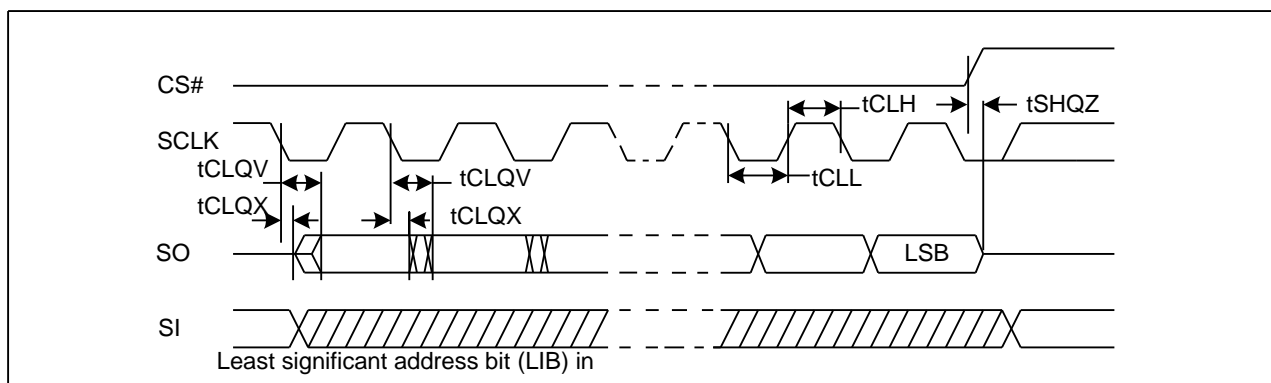 CS#
tCLH
tSHQZ
SCLK
tCLQV
tCLQV
tCLL
tCLQX
tCLQX
SO
LSB
SI
Least significant address bit (LIB) in